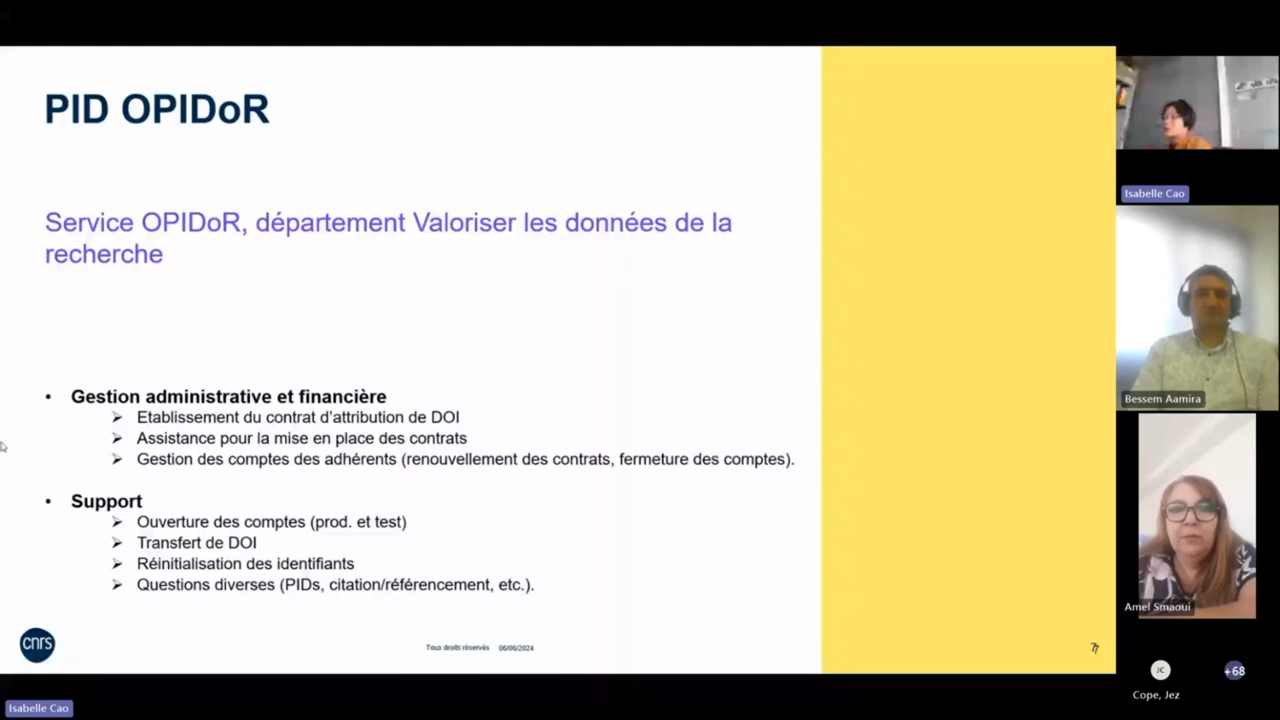 PID OPIDoR
Service OPIDoR, département Valoriser les données de la
recherche
• Gestion administrative et financière
➢ Etablissement du contrat d'attribution de DOI
➢ Assistance pour la mise en place des contrats
➢ Gestion des comptes des adhérents (renouvellement des contrats, fermeture des comptes).
• Support
➢ Ouverture des comptes (prod. et test)
➢ Transfert de DOI
➢ Réinitialisation des identifiants
➢ Questions diverses (PIDs, citation/référencement, etc.).
cnrs
Tous droits réservés 06/06/2024
Isabelle Cao
Isabelle Cao
Bessem Aamira
Amel Smaoui
JC
+68
Cope, Jez